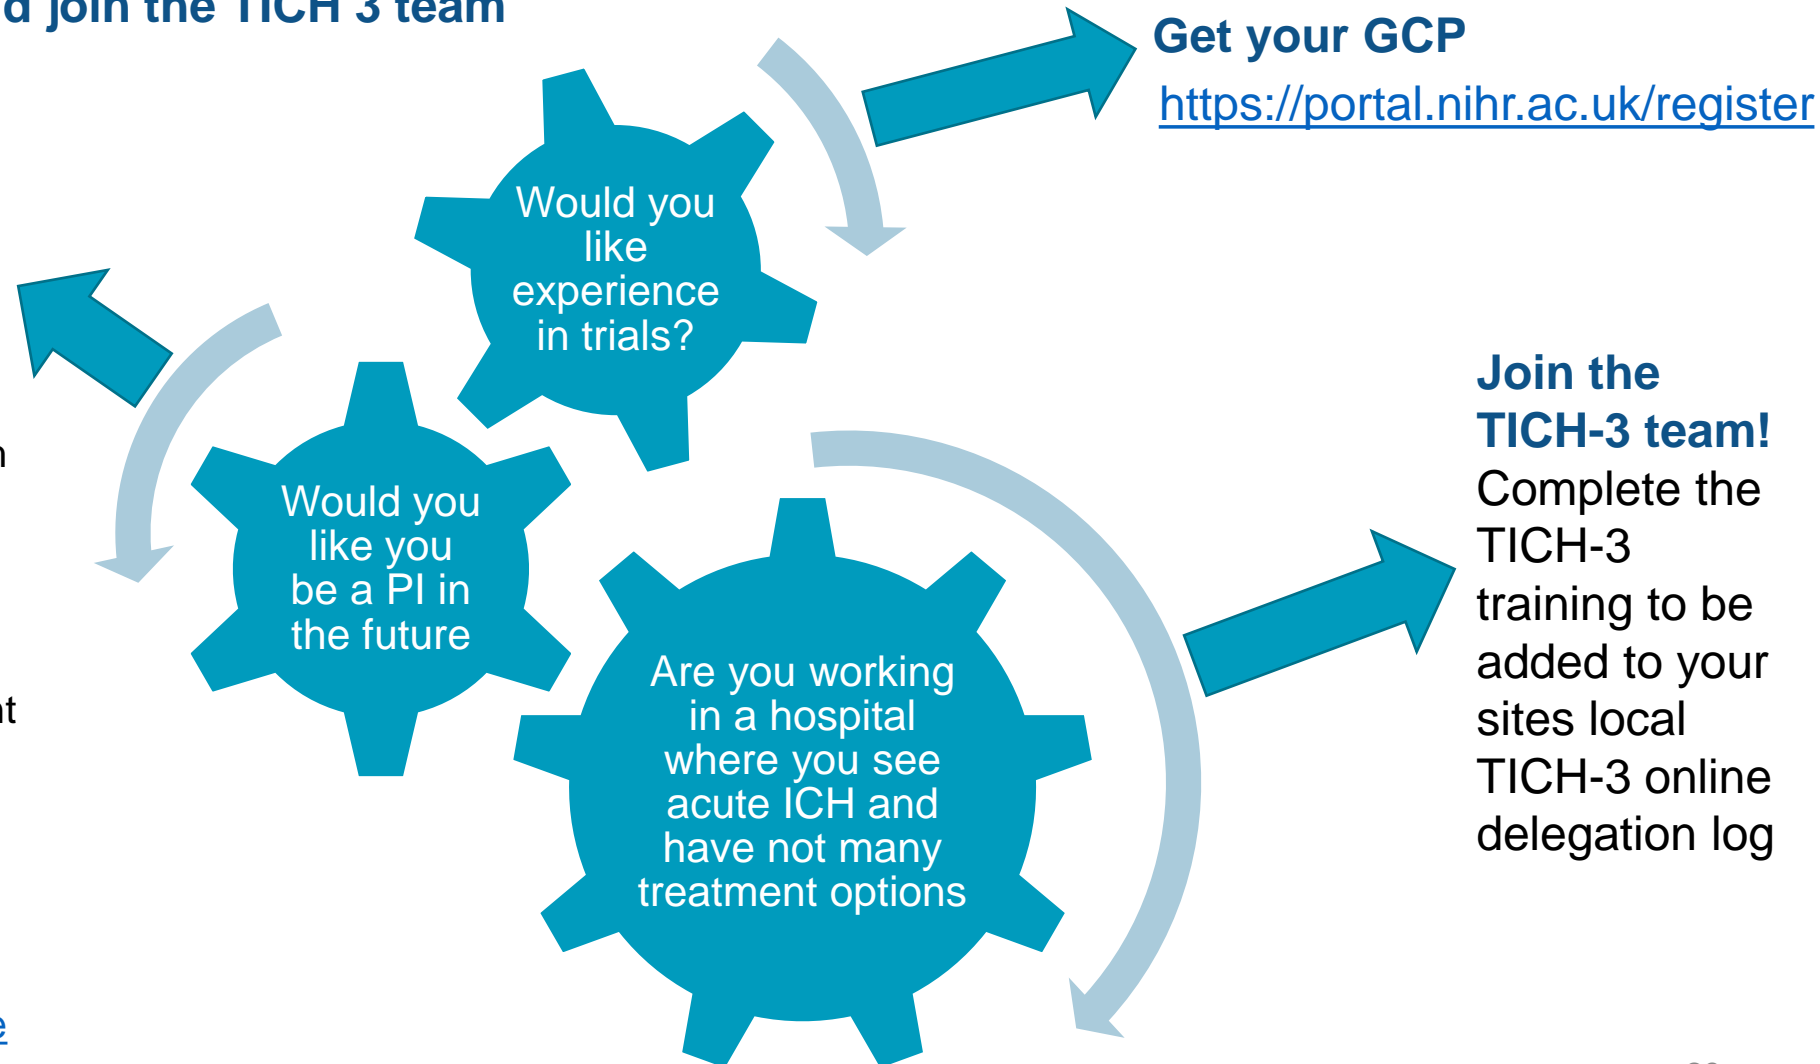 d join the TICH 3 team
Get your GCP
https://portal.nihr.ac.uk/register
Would you
like
experience
in trials?
Would you
like you
be a PI in
the future
Are you working
in a hospital
where you see
acute ICH and
have not many
treatment options
Join the
TICH-3 team!
Complete the
TICH-3
training to be
added to your
sites local
TICH-3 online
delegation log